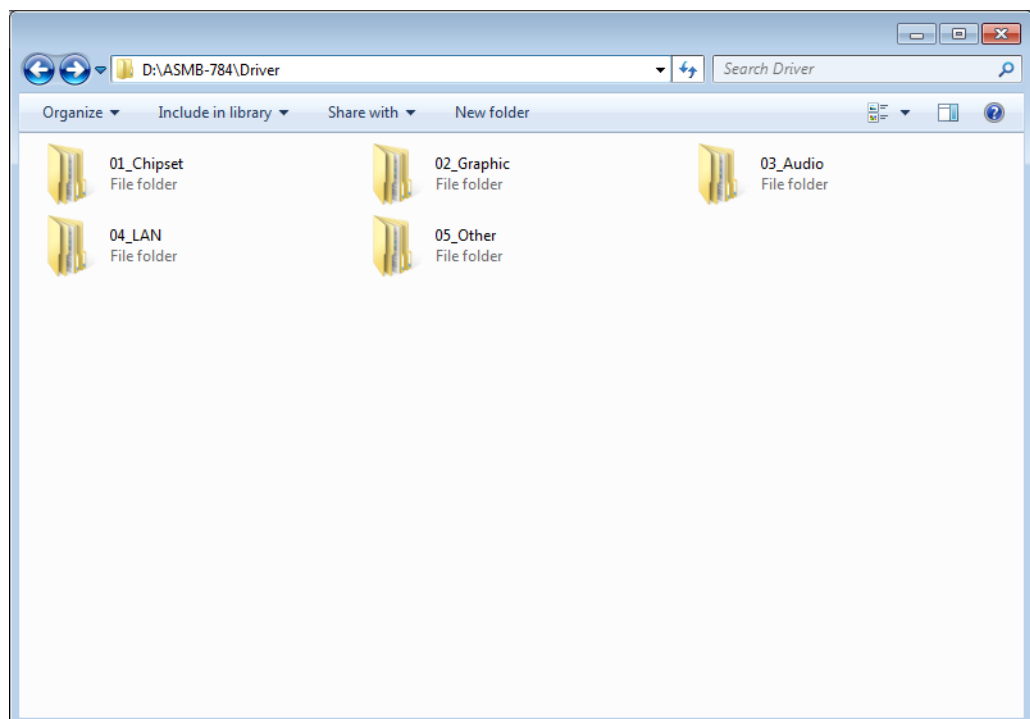 D:\ASMB-784\Driver
Search Driver
Organize
Include in library
Share with
New folder
01_Chipset
File folder
02_Graphic
File folder
03_Audio
File folder
04_LAN
File folder
05_Other
File folder